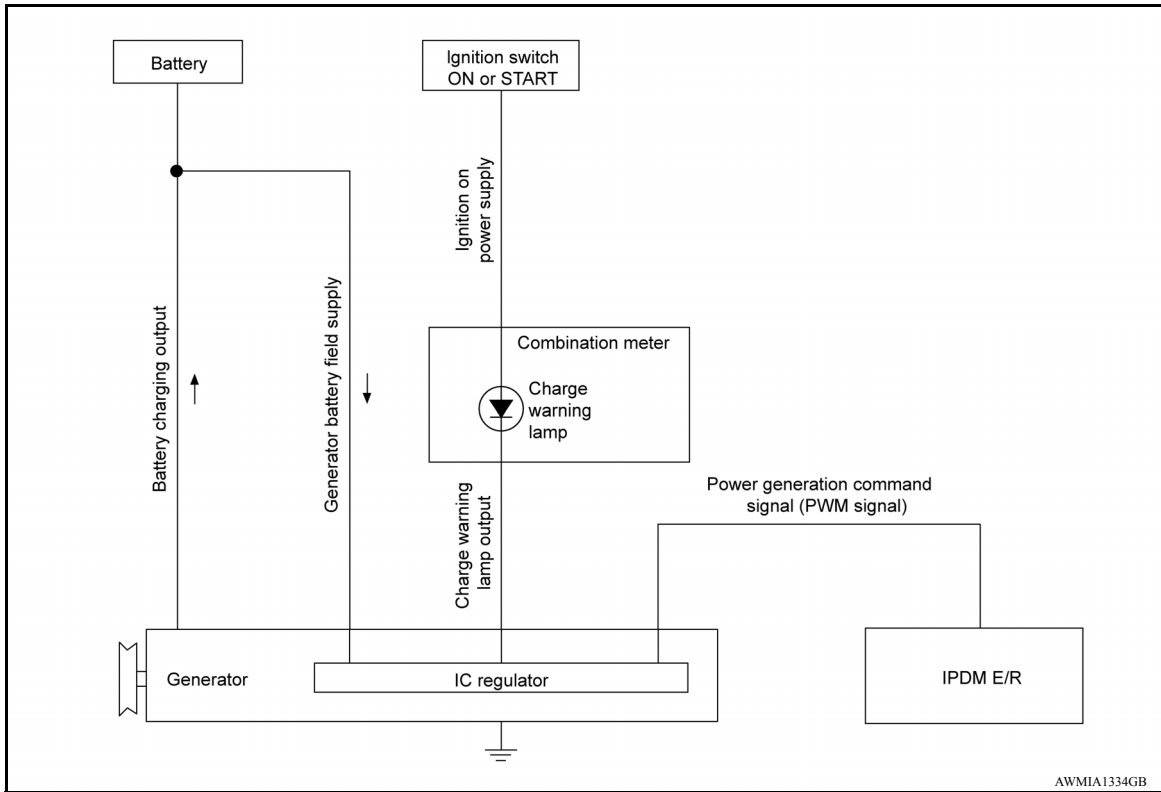 Battery
Ignition switch
ON or START
Ignition on
power supply
Battery charging output
Generator battery field supply
Combination meter
Charge
warning
lamp
Charge warning
lamp output
Power generation command
signal (PWM signal)
Generator
IC regulator
IPDM E/R
AWMIA1334GB